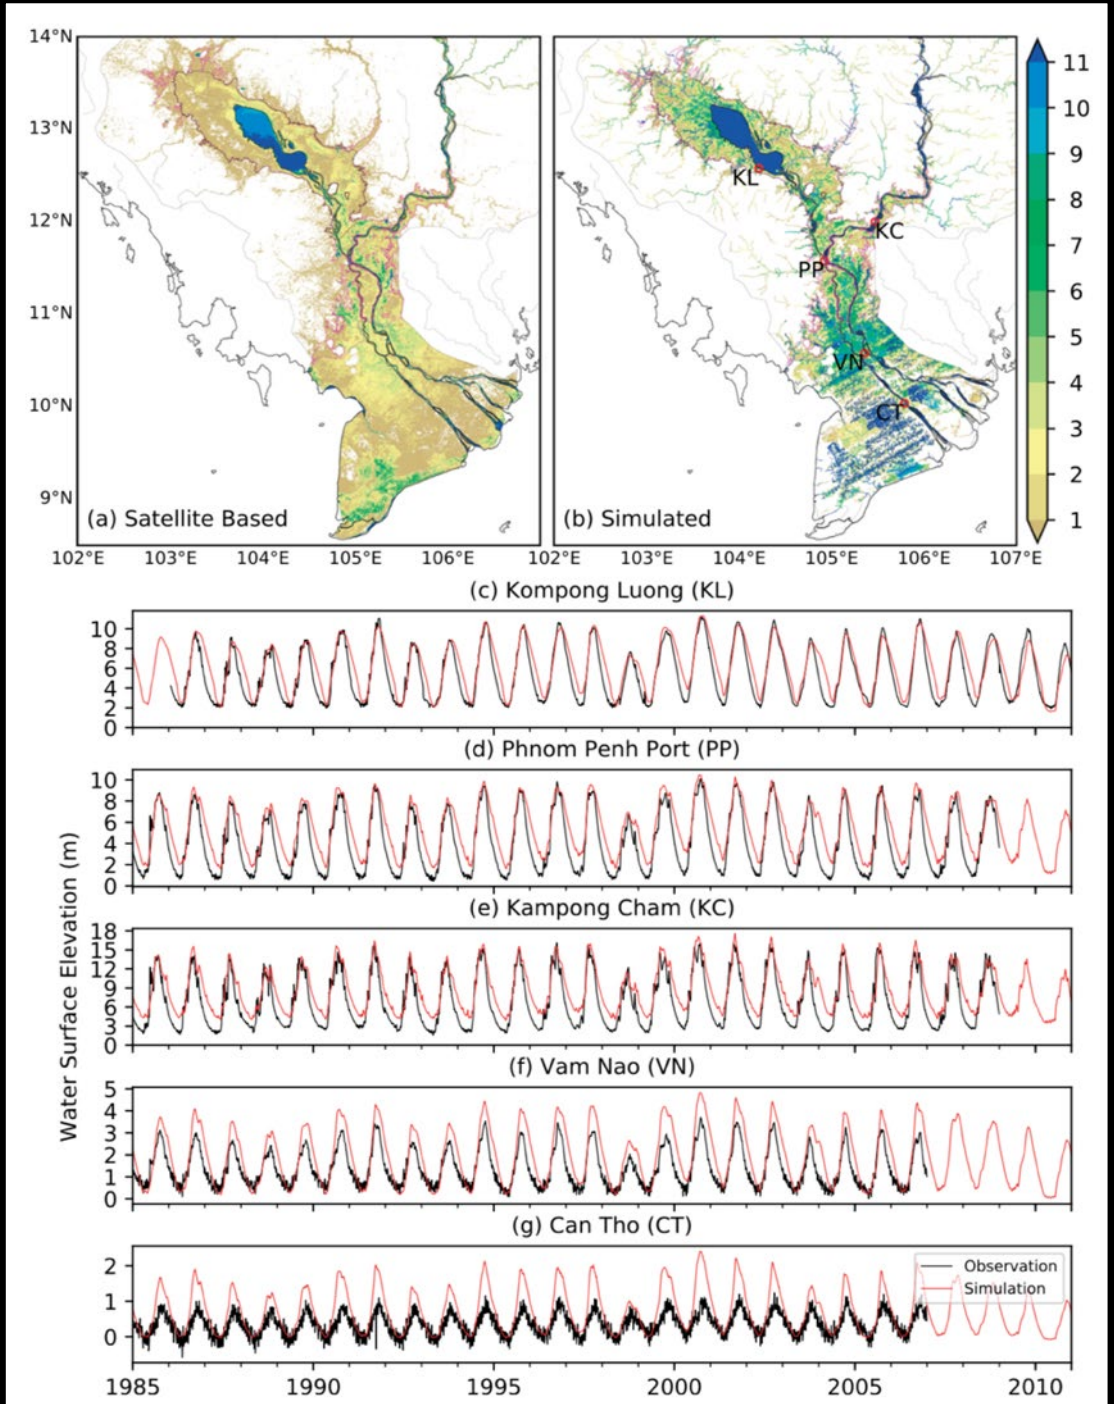 14°N
13°N
12°N
11°N
10°N
9°N
KL
KC
PP
VN
CT
(a) Satellite Based
(b) Simulated
102°E 103°E 104°E 105°E 106°E 102°E 103°E 104°E 105°E 106°E 107°E
11
10
9
8
7
6
5
4
3
2
1
(c) Kompong Luong (KL)
10
8
6
4
2
0
(d) Phnom Penh Port (PP)
10
8
6
4
2
0
(e) Kampong Cham (KC)
18
15
12
9
6
3
0
Water Surface Elevation (m)
(f) Vam Nao (VN)
5
4
3
2
1
0
(g) Can Tho (CT)
2
1
0
Observation
Simulation
1985 1990 1995 2000 2005 2010